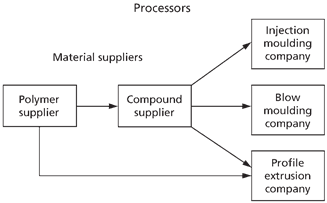 Processors
Material suppliers
Injection
moulding
company
Polymer
supplier
Compound
supplier
Blow
moulding
company
Profile
extrusion
company